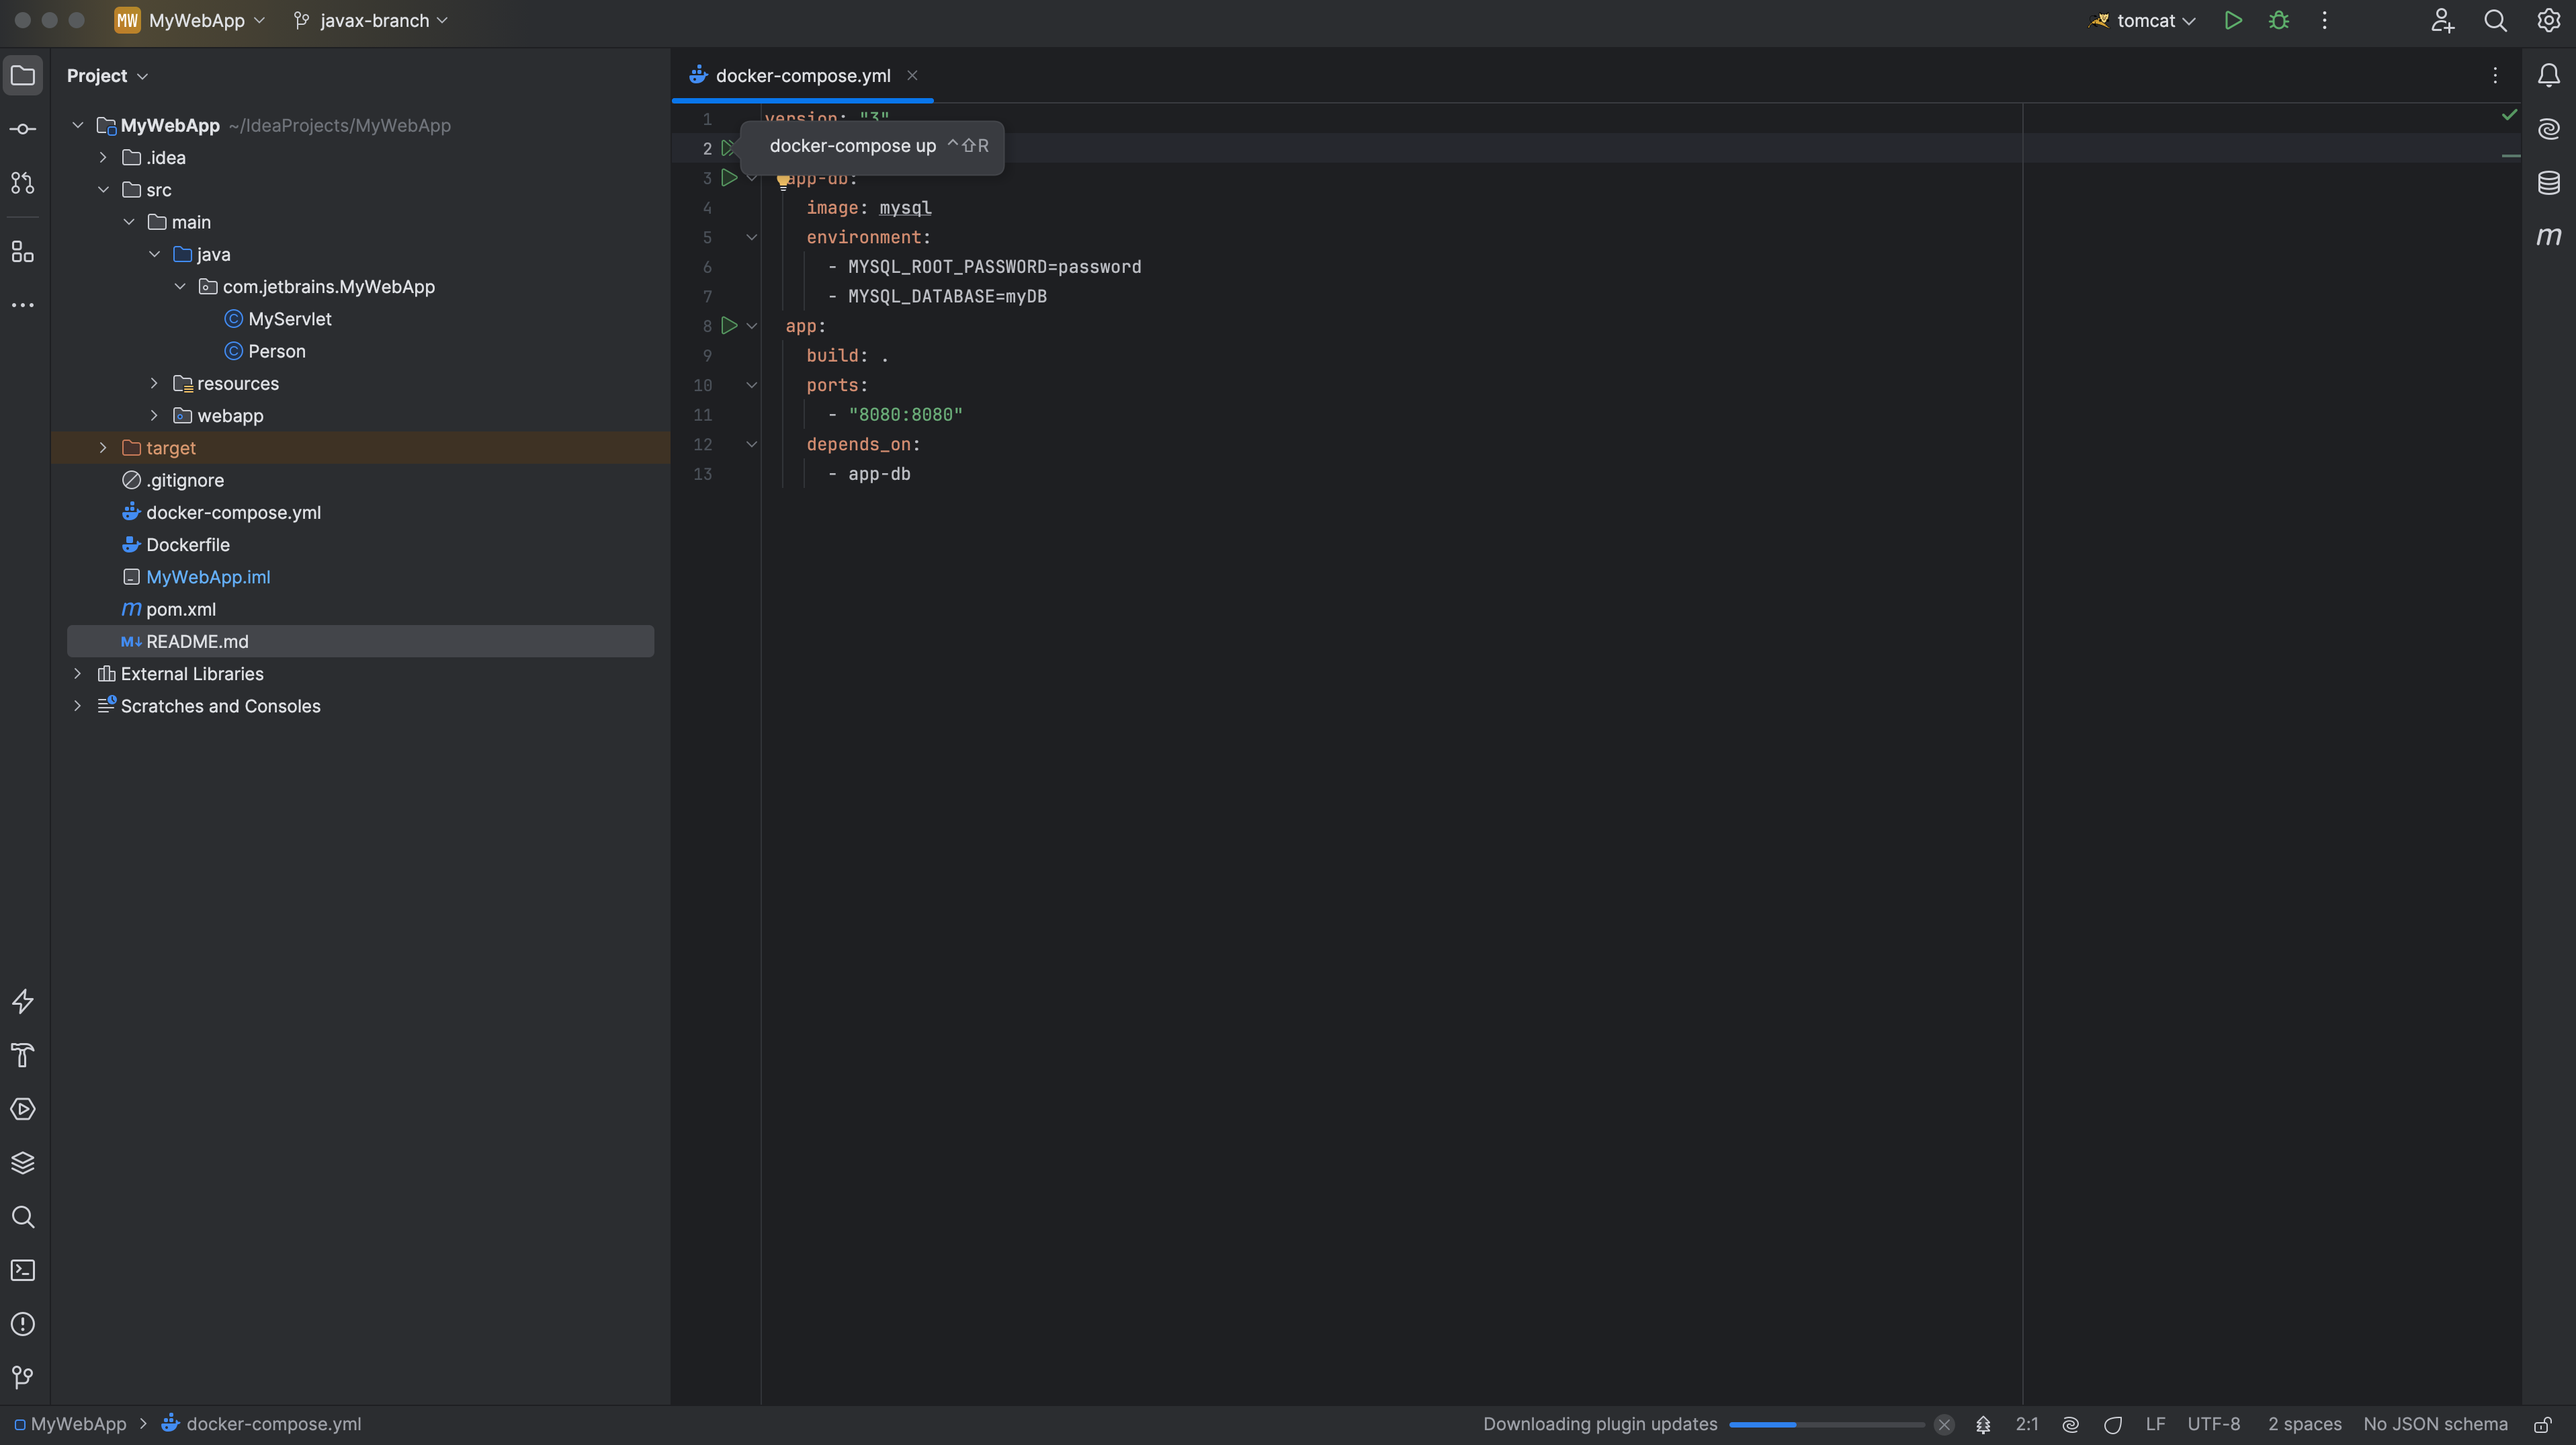 MW MyWebApp javax-branch tomcat
Project
docker-compose.yml
MyWebApp ~/IdeaProjects/MyWebApp
.idea
src
main
java
com.jetbrains.MyWebApp
MyServlet
Person
resources
webapp
target
.gitignore
docker-compose.yml
Dockerfile
MyWebApp.iml
m pom.xml
M↓ README.md
External Libraries
Scratches and Consoles
1 version: "3"
2
docker-compose up ^⇧R
3 app-db:
4 image: mysql
5 environment:
6 - MYSQL_ROOT_PASSWORD=password
7 - MYSQL_DATABASE=myDB
8 app:
9 build: .
10 ports:
11 - "8080:8080"
12 depends_on:
13 - app-db
m
MyWebApp > docker-compose.yml
Downloading plugin updates 2:1 LF UTF-8 2 spaces No JSON schema